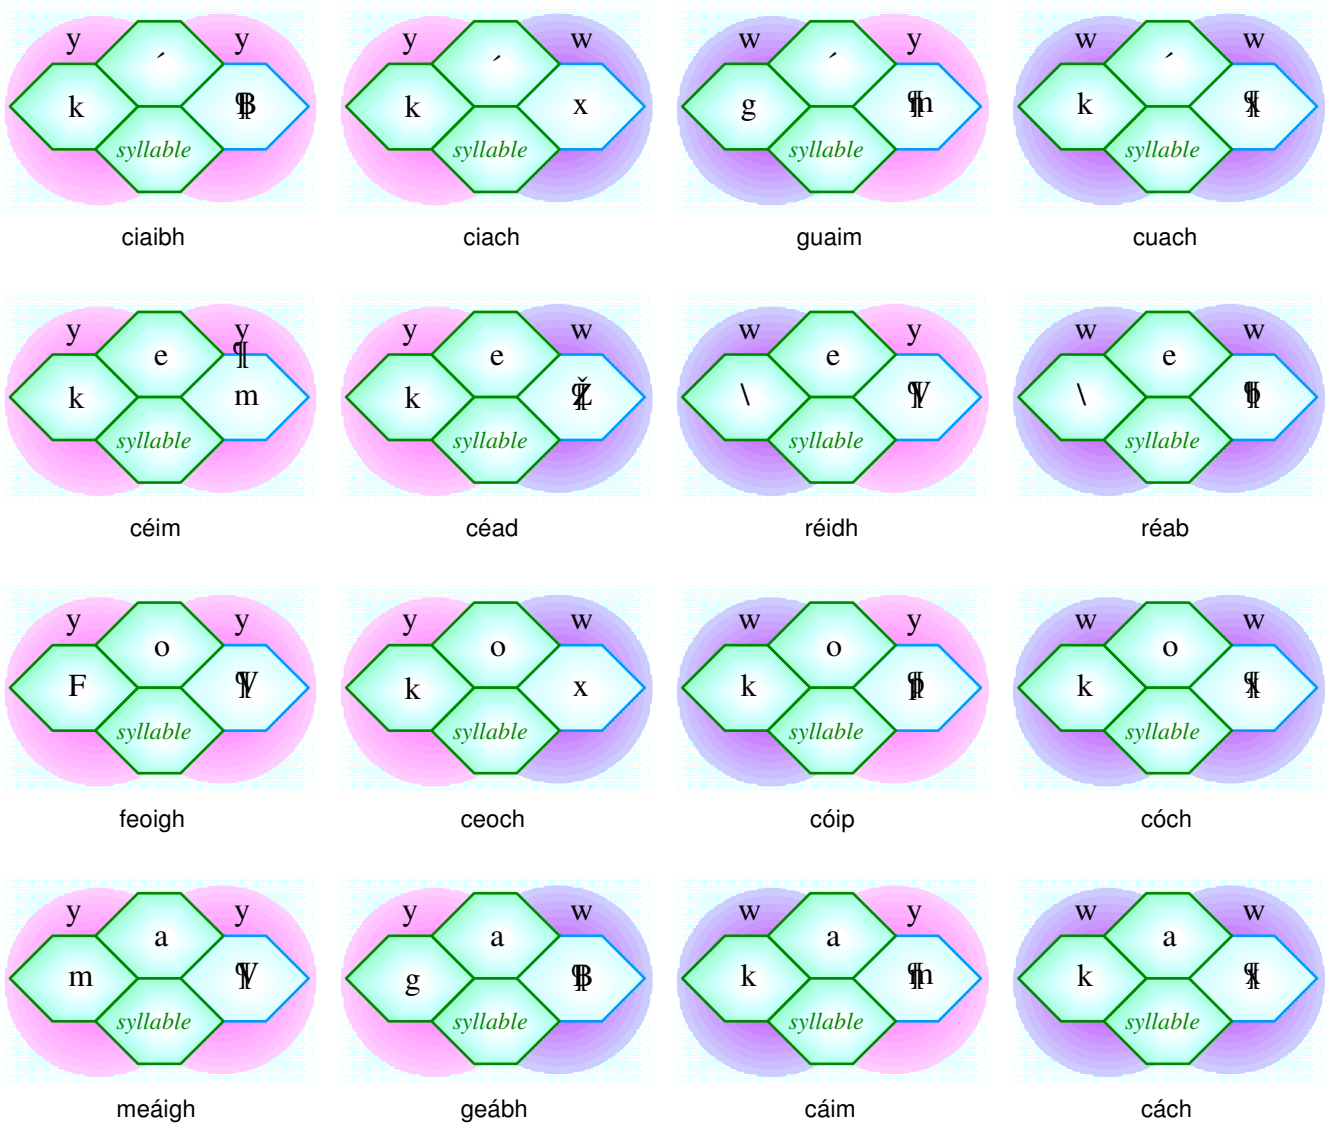 y y y w w y w w
´ ´ ´ ´
k k x g k
syllable syllable syllable syllable
ciaibh ciach guaim cuach
y y y w w y w w
e e e e
k m k \ \
syllable syllable syllable syllable
céim céad réidh réab
y y y w w y w w
o o o o
F k x k k
syllable syllable syllable syllable
feoigh ceoch cóip cóch
y y y w w y w w
a a a a
m g k k
syllable syllable syllable syllable
meáigh geábh cáim cách